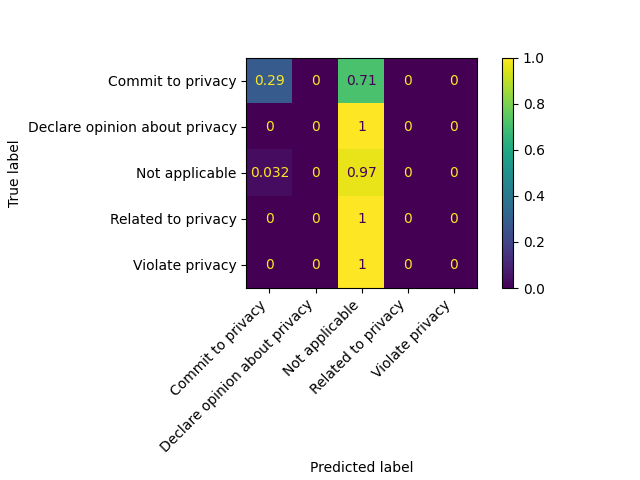 1.0
Commit to privacy 0.29 0 0.71 0 0
0.8
Declare opinion about privacy 0 0 1 0 0
0.6
True label
Not applicable 0.032 0 0.97 0 0
0.4
Related to privacy 0 0 1 0 0
0.2
Violate privacy 0 0 1 0 0
0.0
Commit to privacy
Declare opinion about privacy
Not applicable
Related to privacy
Violate privacy
Predicted label